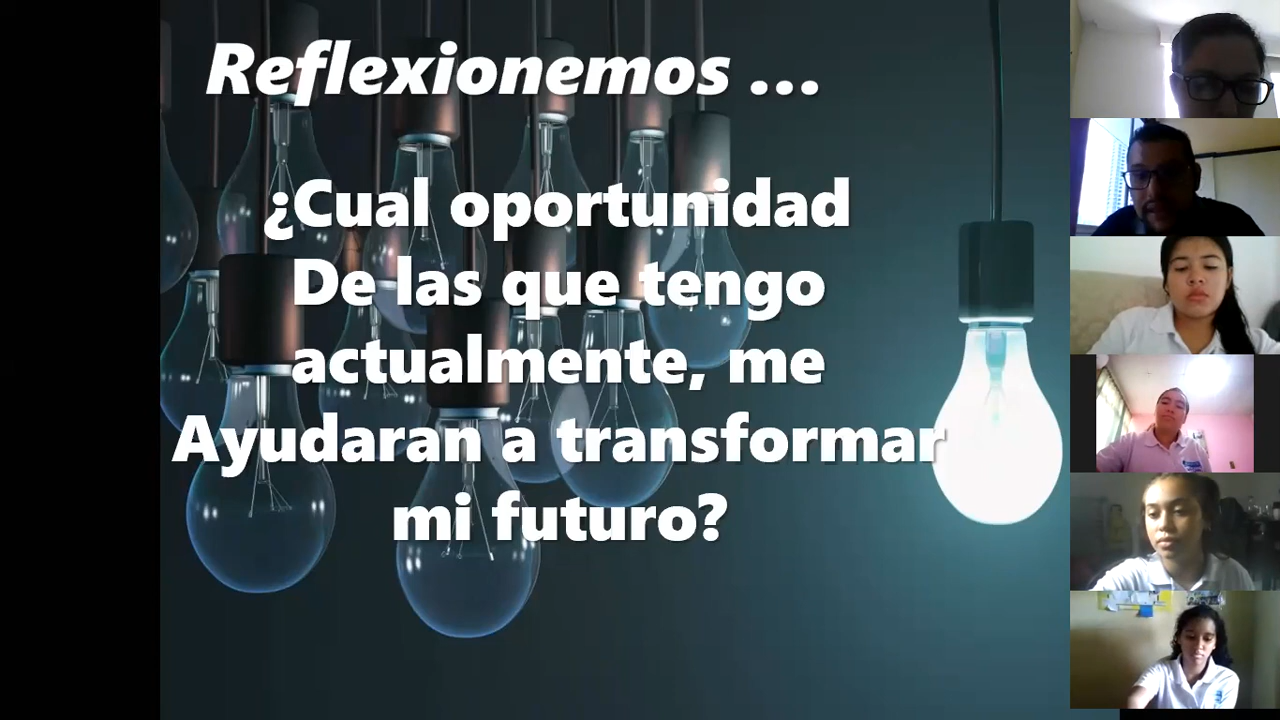 Reflexionemos ...
¿Cual oportunidad
De las que tengo
actualmente, me
Ayudaran a transformar
mi futuro?